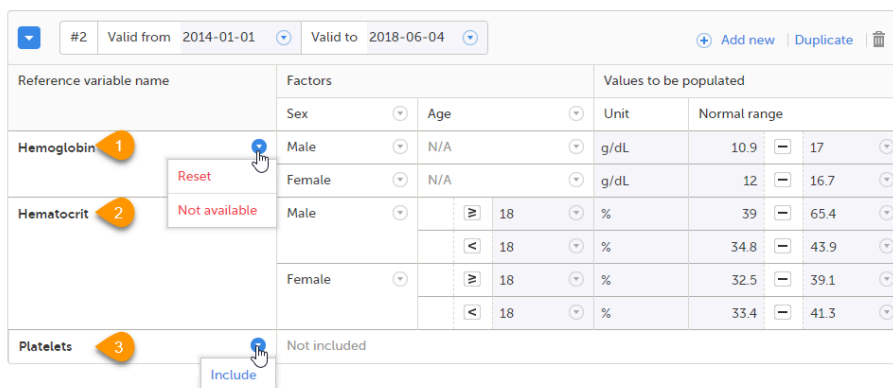 #2 Valid from 2014-01-01 Valid to 2018-06-04 Add new Duplicate
Reference variable name Factors Values to be populated
Sex Age Unit Normal range
Hemoglobin 1 Male N/A g/dL 10.9 — 17
Reset
Female N/A g/dL 12 — 16.7
Not available
Hematocrit 2 Male ≥ 18 % 39 — 65.4
< 18 % 34.8 — 43.9
Female ≥ 18 % 32.5 — 39.1
< 18 % 33.4 — 41.3
Platelets 3 Not included
Include